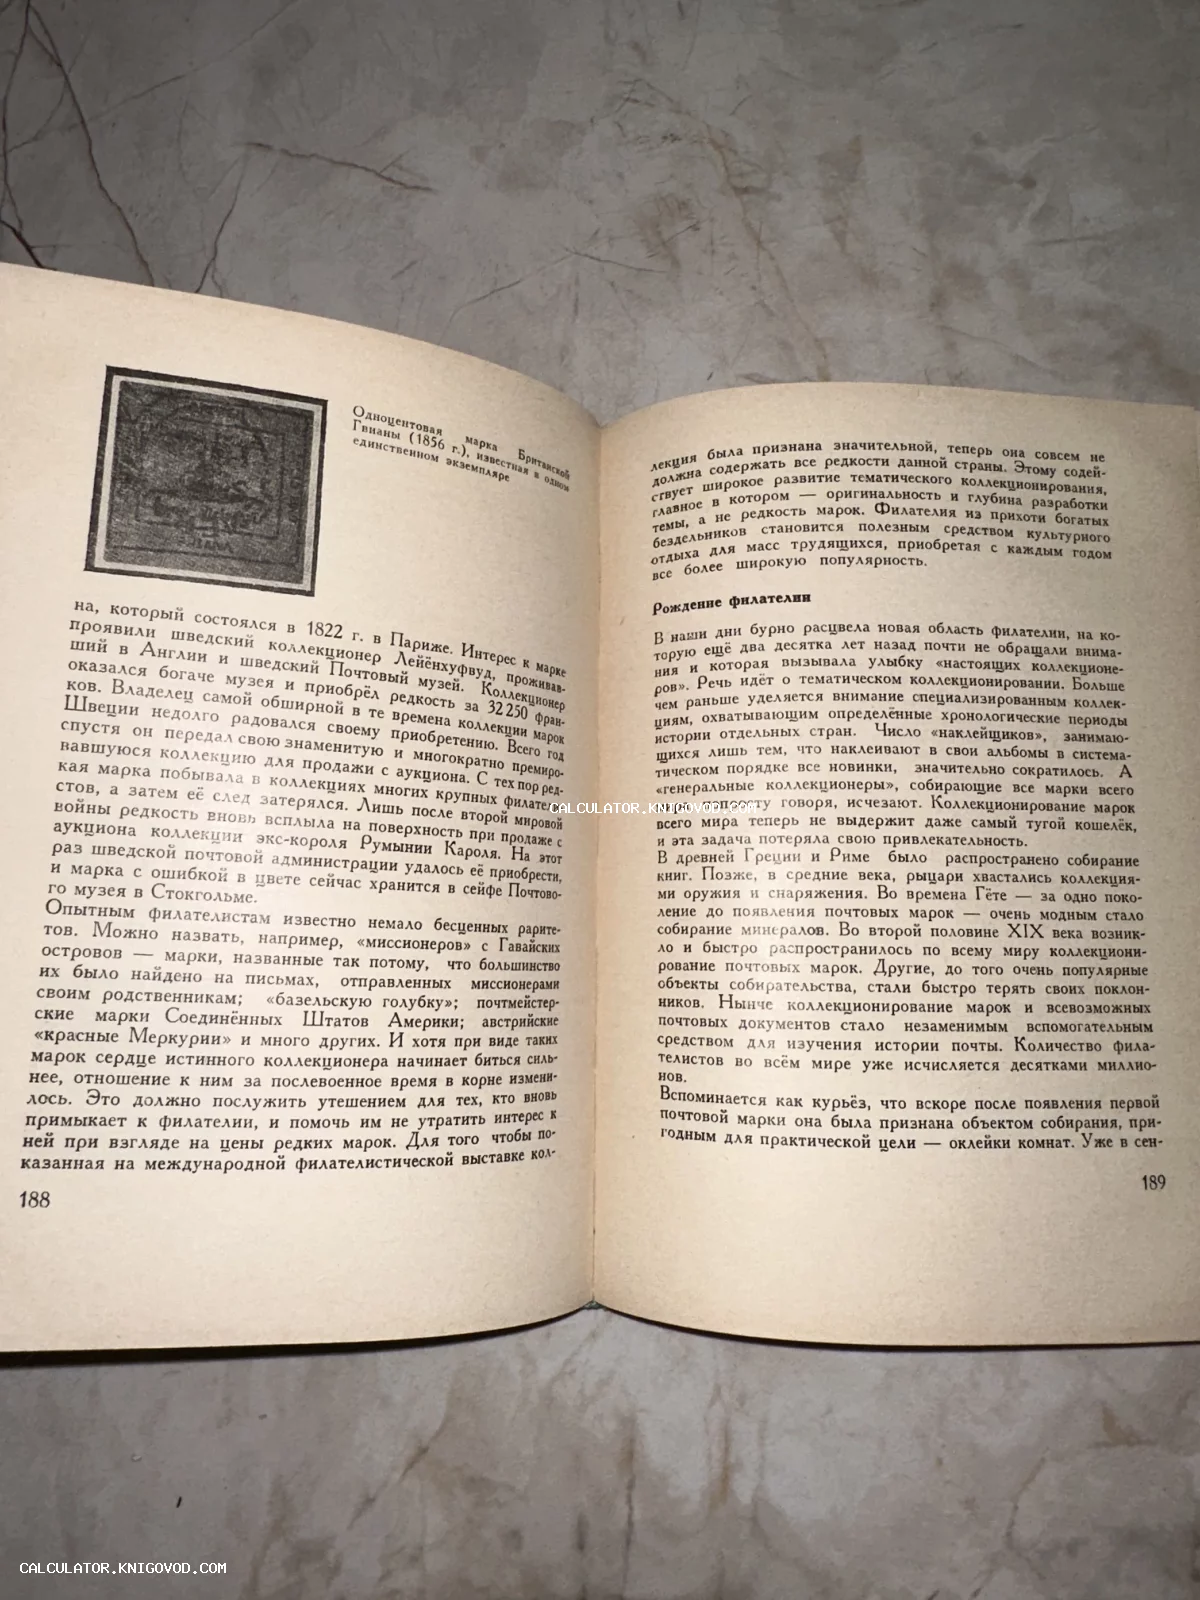 Одноцентовая марка Британской
Гвианы (1856 г.), известная в одном
единственном экземпляре
на, который состоялся в 1822 г. в Париже. Интерес к марке
проявили шведский коллекционер Лейёнхуфвуд, проживав-
ший в Англии и шведский Почтовый музей. Коллекционер
оказался богаче музея и приобрёл редкость за 32 250 фран-
ков. Владелец самой обширной в те времена коллекции марок
Швеции недолго радовался своему приобретению. Всего год
спустя он передал свою знаменитую и многократно премиро-
вавшуюся коллекцию для продажи с аукциона. С тех пор ред-
кая марка побывала в коллекциях многих крупных филатели-
стов, а затем её след затерялся. Лишь после второй мировой
войны редкость вновь всплыла на поверхность при продаже с
аукциона коллекции экс-короля Румынии Кароля. На этот
раз шведской почтовой администрации удалось её приобрести,
и марка с ошибкой в цвете сейчас хранится в сейфе Почтово-
го музея в Стокгольме.
Опытным филателистам известно немало бесценных рарите-
тов. Можно назвать, например, «миссионеров» с Гавайских
островов — марки, названные так потому, что большинство
их было найдено на письмах, отправленных миссионерами
своим родственникам; «базельскую голубку»; почтмейстер-
ские марки Соединённых Штатов Америки; австрийские
«красные Меркурии» и много других. И хотя при виде таких
марок сердце истинного коллекционера начинает биться силь-
нее, отношение к ним за послевоенное время в корне измени-
лось. Это должно послужить утешением для тех, кто вновь
примыкает к филателии, и помочь им не утратить интерес к
ней при взгляде на цены редких марок. Для того чтобы по-
казанная на международной филателистической выставке кол-
188
лекция была признана значительной, теперь она совсем не
должна содержать все редкости данной страны. Этому содей-
ствует широкое развитие тематического коллекционирования,
главное в котором — оригинальность и глубина разработки
темы, а не редкость марок. Филателия из прихоти богатых
бездельников становится полезным средством культурного
отдыха для масс трудящихся, приобретая с каждым годом
все более широкую популярность.
Рождение филателии
В наши дни бурно расцвела новая область филателии, на ко-
торую ещё два десятка лет назад почти не обращали внима-
ния и которая вызывала улыбку «настоящих коллекционе-
ров». Речь идёт о тематическом коллекционировании. Больше
чем раньше уделяется внимание специализированным коллек-
циям, охватывающим определённые хронологические периоды
истории отдельных стран. Число «наклейщиков», занимаю-
щихся лишь тем, что наклеивают в свои альбомы в система-
тическом порядке все новинки, значительно сократилось. А
«генеральные коллекционеры», собирающие все марки всего
говоря, исчезают. Коллекционирование марок
всего мира теперь не выдержит даже самый тугой кошелёк,
и эта задача потеряла свою привлекательность.
В древней Греции и Риме было распространено собирание
книг. Позже, в средние века, рыцари хвастались коллекция-
ми оружия и снаряжения. Во времена Гёте — за одно поко-
ление до появления почтовых марок — очень модным стало
собирание минералов. Во второй половине XIX века возник-
ло и быстро распространилось по всему миру коллекциони-
рование почтовых марок. Другие, до того очень популярные
объекты собирательства, стали быстро терять своих поклон-
ников. Нынче коллекционирование марок и всевозможных
почтовых документов стало незаменимым вспомогательным
средством для изучения истории почты. Количество фила-
телистов во всём мире уже исчисляется десятками миллио-
нов.
Вспоминается как курьёз, что вскоре после появления первой
почтовой марки она была признана объектом собирания, при-
годным для практической цели — оклейки комнат. Уже в сен-
189
CALCULATOR.KNIGOVOD.COM
CALCULATOR.KNIGOVOD.COM